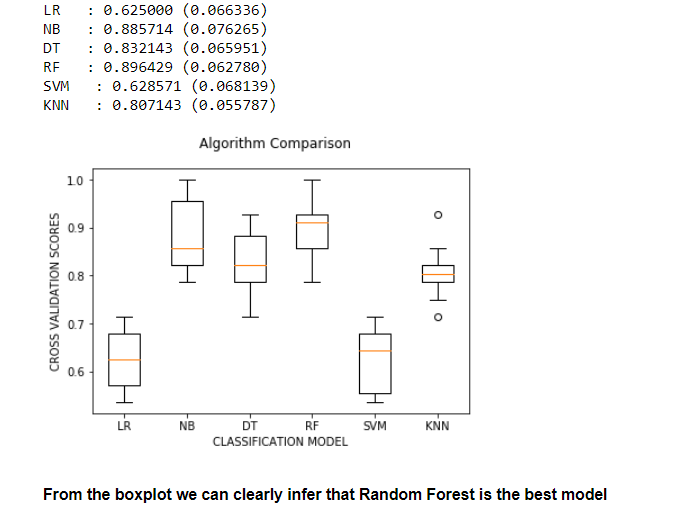 LR   : 0.625000 (0.066336)
NB   : 0.885714 (0.076265)
DT   : 0.832143 (0.065951)
RF   : 0.896429 (0.062780)
SVM   : 0.628571 (0.068139)
KNN   : 0.807143 (0.055787)
Algorithm Comparison
CROSS VALIDATION SCORES
1.0
0.9
0.8
0.7
0.6
LR NB DT RF SVM KNN
CLASSIFICATION MODEL
From the boxplot we can clearly infer that Random Forest is the best model